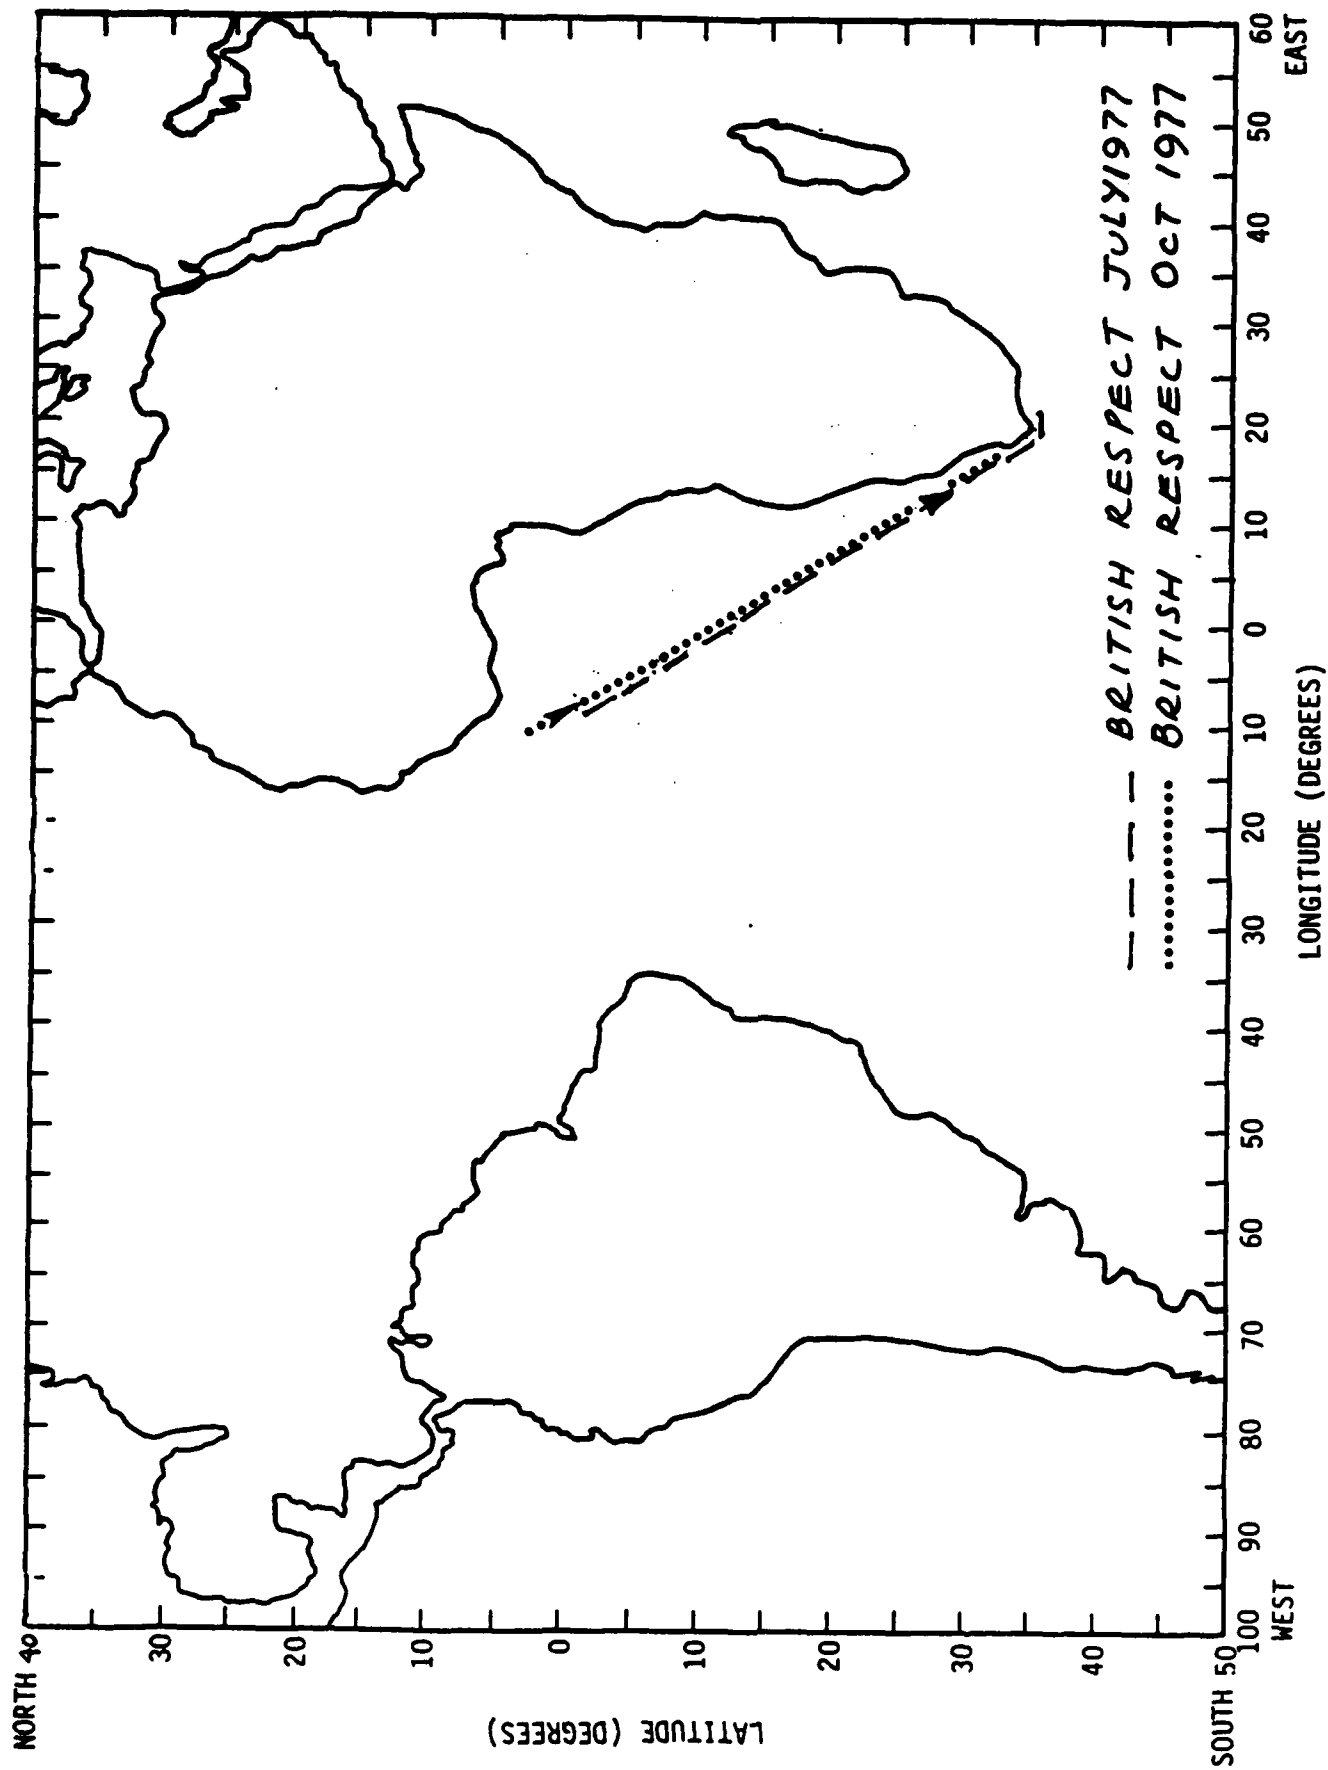 NORTH 40
30
20
10
0
10
20
30
40
SOUTH 50
LATITUDE (DEGREES)
BRITISH RESPECT JULY1977
BRITISH RESPECT OCT 1977
100 90 80 70 60 50 40 30 20 10 0 10 20 30 40 50 60
WEST EAST
LONGITUDE (DEGREES)